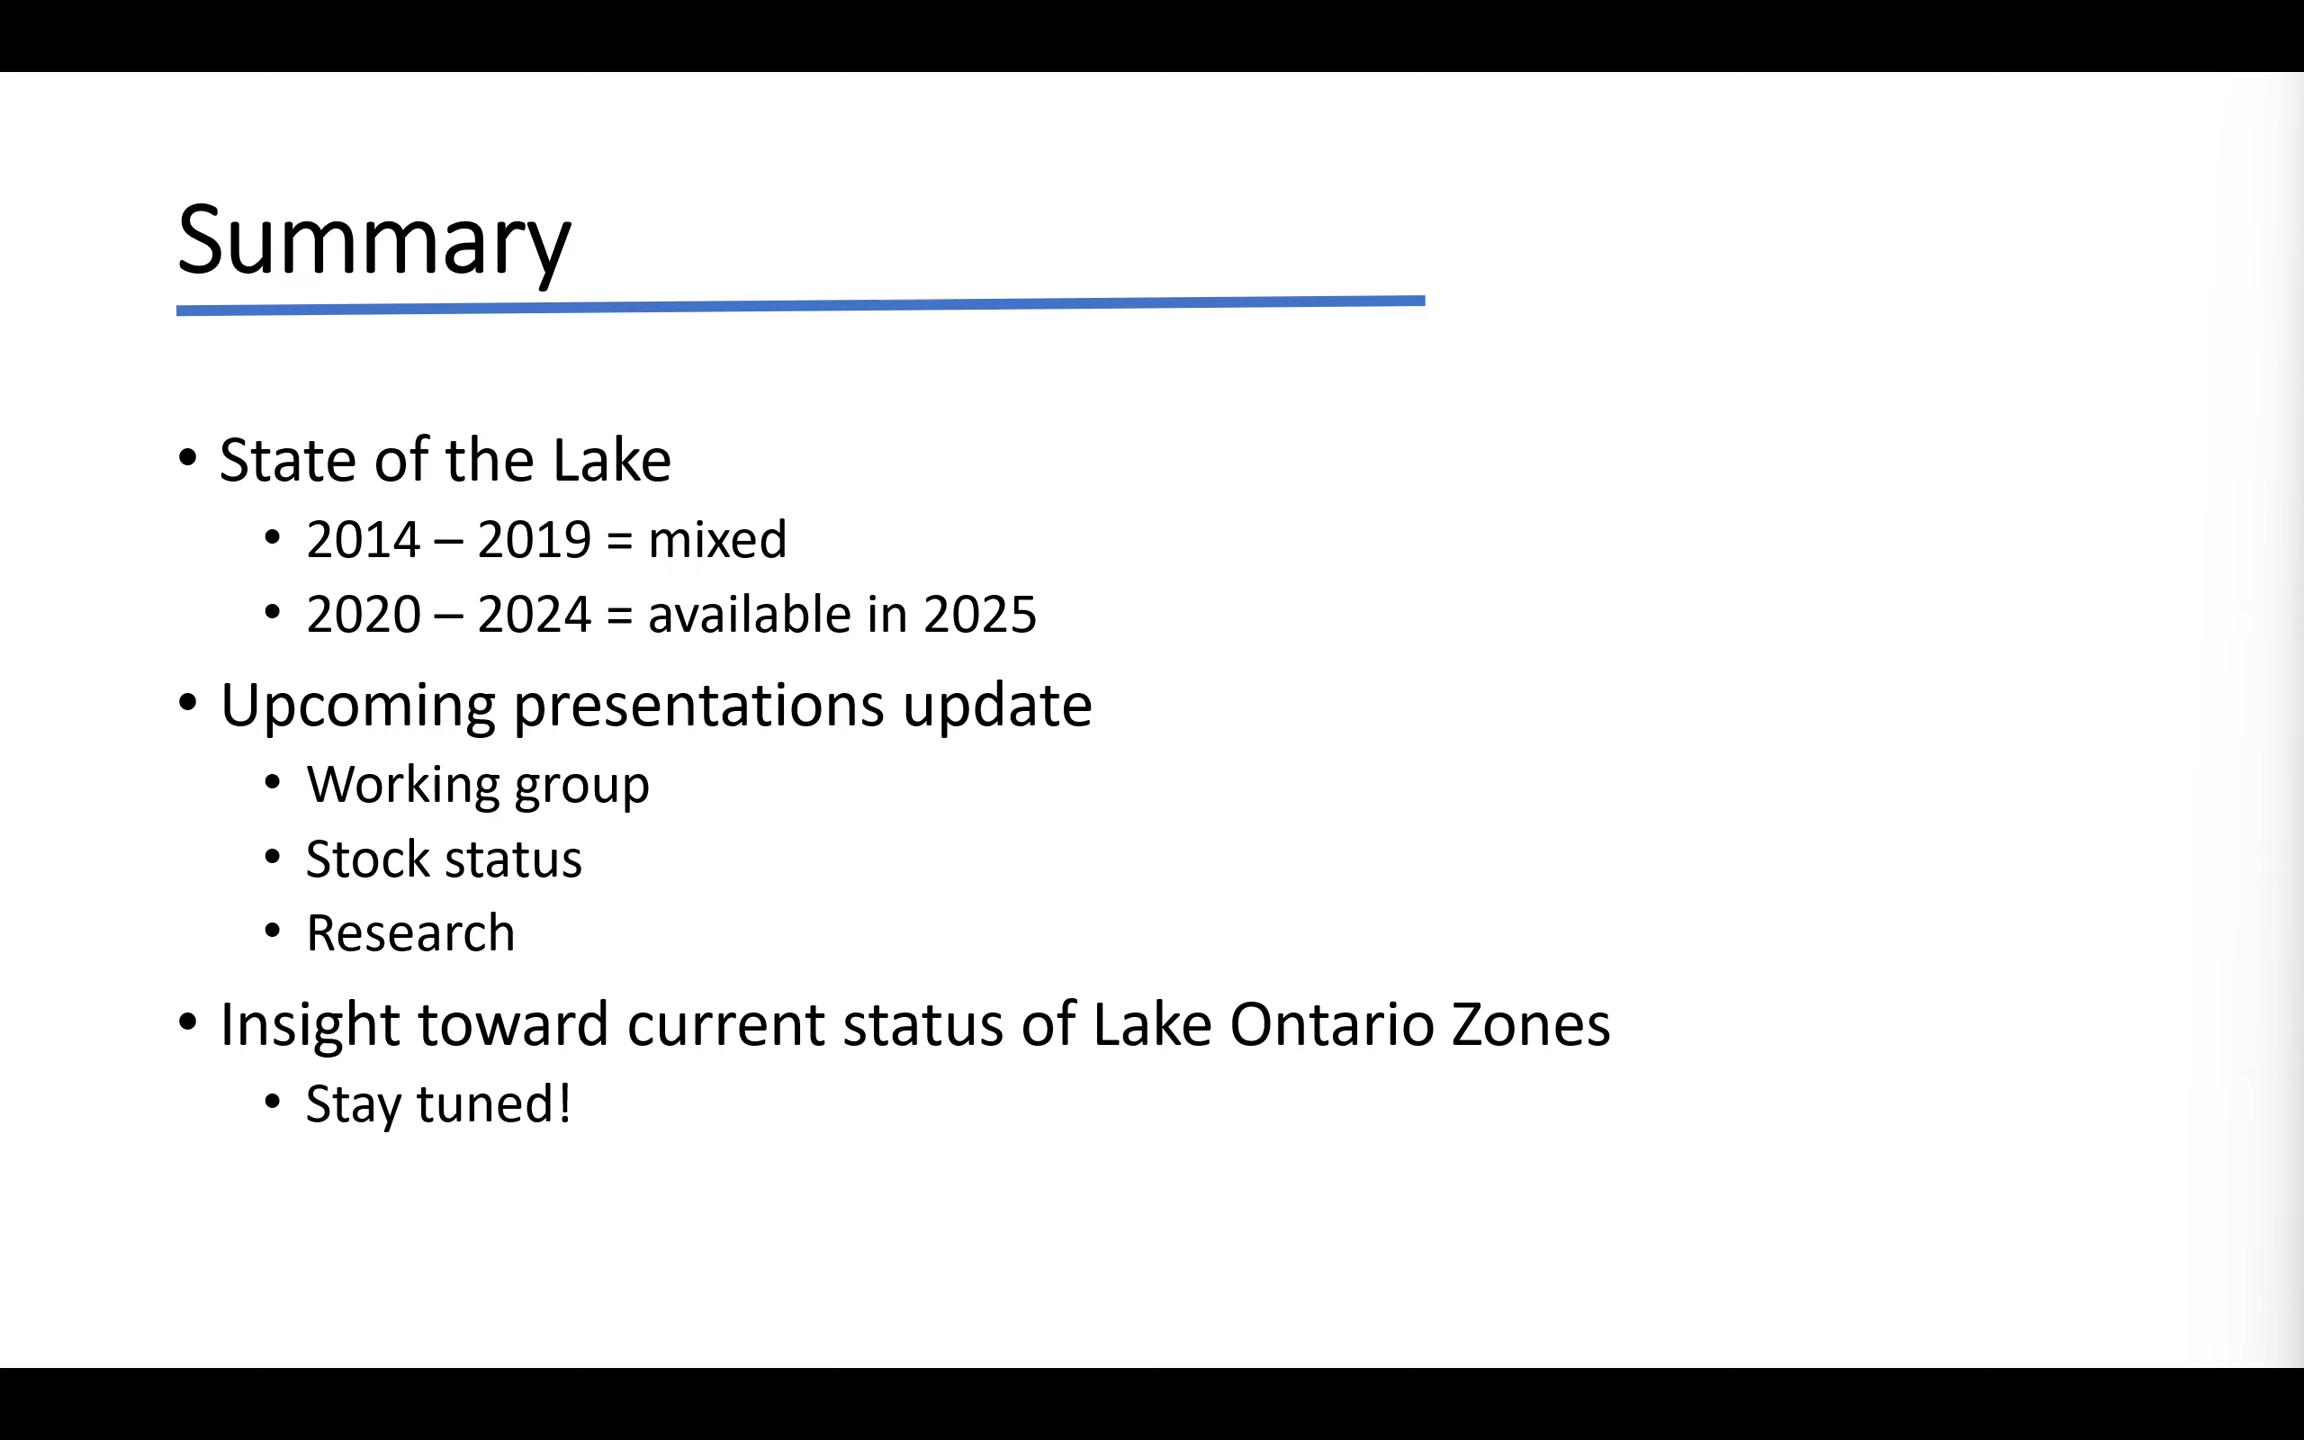 Summary
• State of the Lake
• 2014 – 2019 = mixed
• 2020 – 2024 = available in 2025
• Upcoming presentations update
• Working group
• Stock status
• Research
• Insight toward current status of Lake Ontario Zones
• Stay tuned!